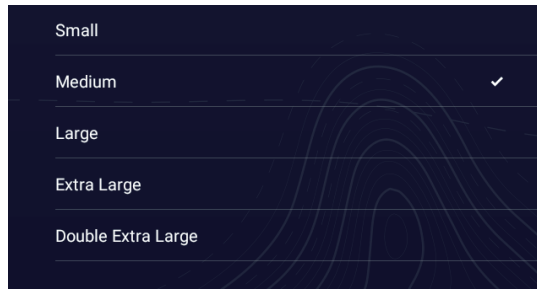 Small
Medium
Large
Extra Large
Double Extra Large